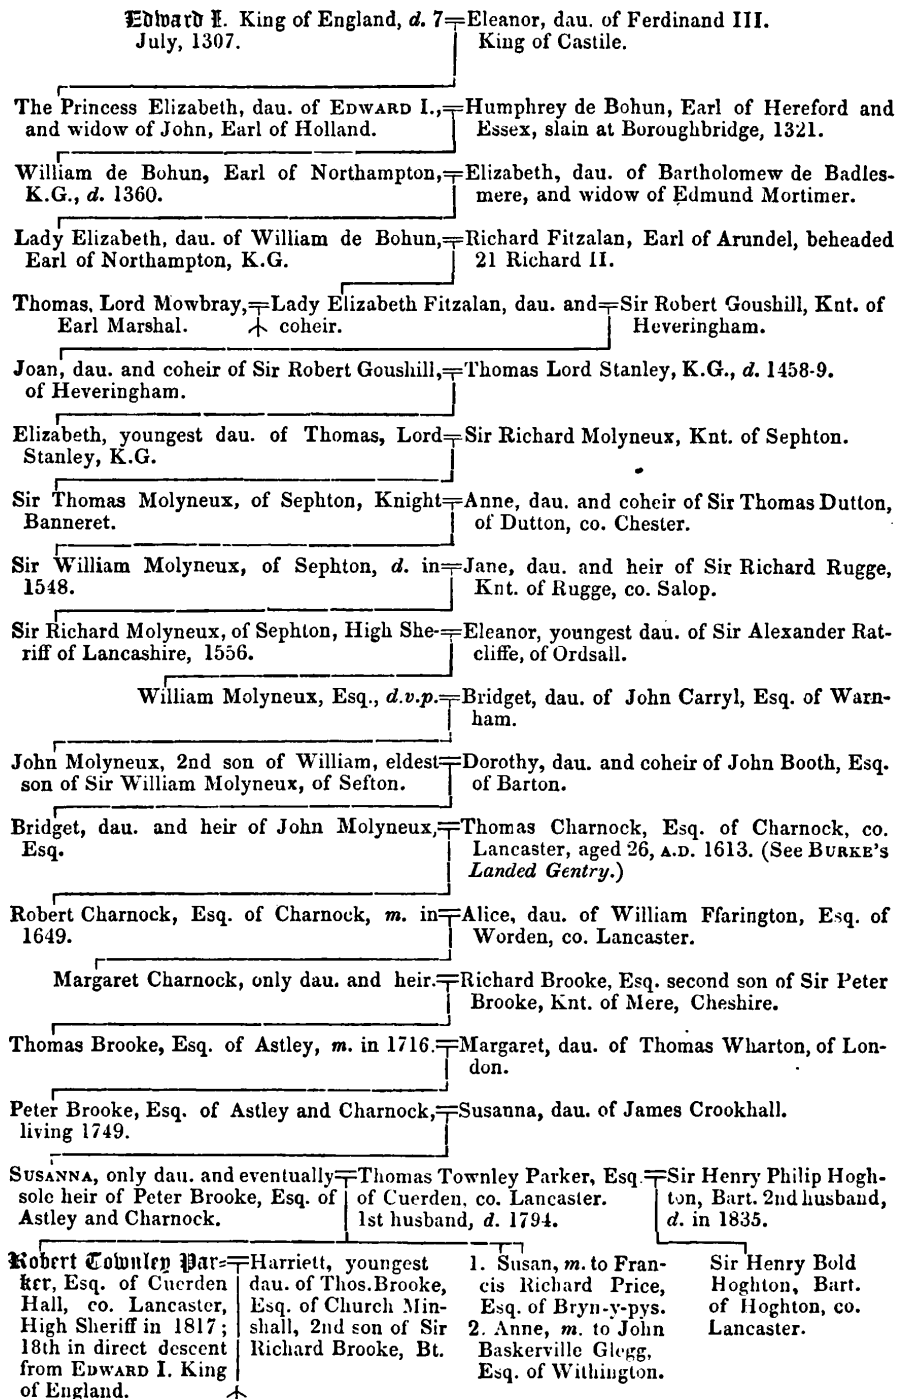 Edward I. King of England, d. 7
July, 1307.
Eleanor, dau. of Ferdinand III.
King of Castile.
The Princess Elizabeth, dau. of EDWARD I.,
and widow of John, Earl of Holland.
Humphrey de Bohun, Earl of Hereford and
Essex, slain at Boroughbridge, 1321.
William de Bohun, Earl of Northampton,
K.G., d. 1360.
Elizabeth, dau. of Bartholomew de Badles-
mere, and widow of Edmund Mortimer.
Lady Elizabeth, dau. of William de Bohun,
Earl of Northampton, K.G.
Richard Fitzalan, Earl of Arundel, beheaded
21 Richard II.
Thomas, Lord Mowbray,
Earl Marshal.
Lady Elizabeth Fitzalan, dau. and
coheir.
Sir Robert Goushill, Knt. of
Heveringham.
Joan, dau. and coheir of Sir Robert Goushill,
of Heveringham.
Thomas Lord Stanley, K.G., d. 1458-9.
Elizabeth, youngest dau. of Thomas, Lord
Stanley, K.G.
Sir Richard Molyneux, Knt. of Sephton.
Sir Thomas Molyneux, of Sephton, Knight
Banneret.
Anne, dau. and coheir of Sir Thomas Dutton,
of Dutton, co. Chester.
Sir William Molyneux, of Sephton, d. in
1548.
Jane, dau. and heir of Sir Richard Rugge,
Knt. of Rugge, co. Salop.
Sir Richard Molyneux, of Sephton, High She-
riff of Lancashire, 1556.
Eleanor, youngest dau. of Sir Alexander Rat-
cliffe, of Ordsall.
William Molyneux, Esq., d.v.p.
Bridget, dau. of John Carryl, Esq. of Warn-
ham.
John Molyneux, 2nd son of William, eldest
son of Sir William Molyneux, of Sefton.
Dorothy, dau. and coheir of John Booth, Esq.
of Barton.
Bridget, dau. and heir of John Molyneux,
Esq.
Thomas Charnock, Esq. of Charnock, co.
Lancaster, aged 26, A.D. 1613. (See BURKE'S
Landed Gentry.)
Robert Charnock, Esq. of Charnock, m. in
1649.
Alice, dau. of William Ffarington, Esq. of
Worden, co. Lancaster.
Margaret Charnock, only dau. and heir.
Richard Brooke, Esq. second son of Sir Peter
Brooke, Knt. of Mere, Cheshire.
Thomas Brooke, Esq. of Astley, m. in 1716.
Margaret, dau. of Thomas Wharton, of Lon-
don.
Peter Brooke, Esq. of Astley and Charnock,
living 1749.
Susanna, dau. of James Crookhall.
SUSANNA, only dau. and eventually
sole heir of Peter Brooke, Esq. of
Astley and Charnock.
Thomas Townley Parker, Esq.
of Cuerden, co. Lancaster.
1st husband, d. 1794.
Sir Henry Philip Hogh-
ton, Bart. 2nd husband,
d. in 1835.
Robert Townley Par-
ker, Esq. of Cuerden
Hall, co. Lancaster,
High Sheriff in 1817;
18th in direct descent
from EDWARD I. King
of England.
Harriett, youngest
dau. of Thos. Brooke,
Esq. of Church Min-
shall, 2nd son of Sir
Richard Brooke, Bt.
1. Susan, m. to Fran-
cis Richard Price,
Esq. of Bryn-y-pys.
2. Anne, m. to John
Baskerville Glegg,
Esq. of Withington.
Sir Henry Bold
Hoghton, Bart.
of Hoghton, co.
Lancaster.